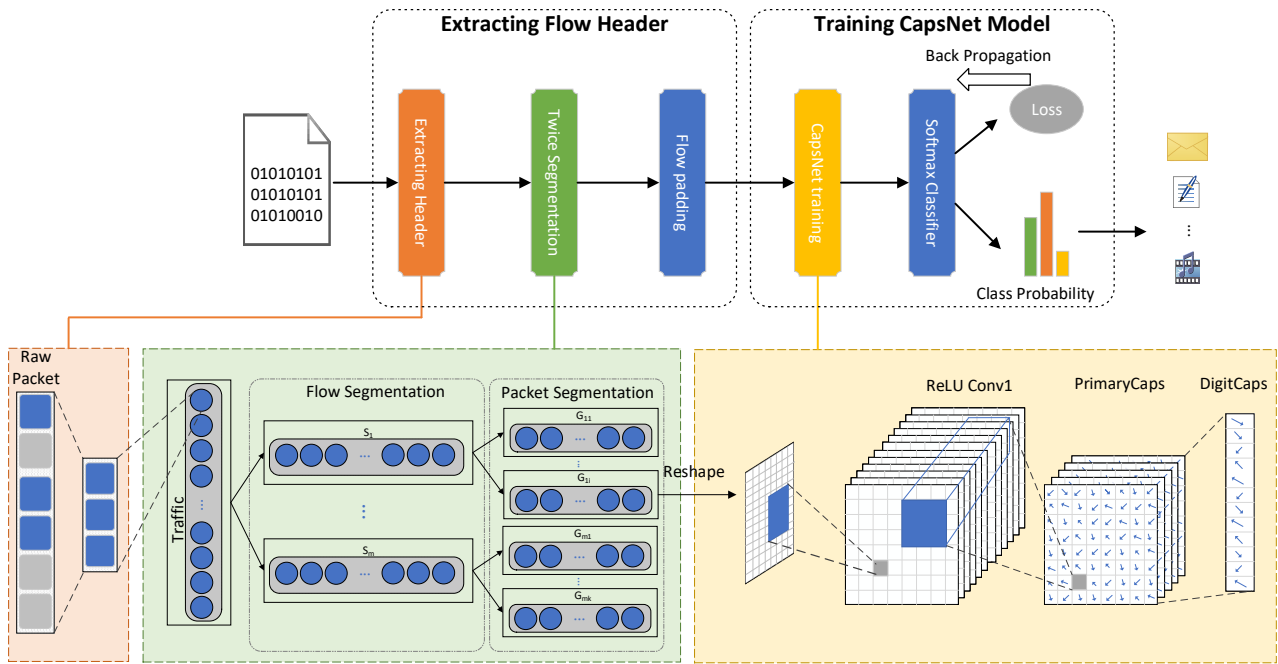 Extracting Flow Header
Training CapsNet Model
Back Propagation
Loss
01010101
01010101
01010010
Extracting Header
Twice Segmentation
Flow padding
CapsNet training
Softmax Classifier
Class Probability
Raw
Packet
Traffic
Flow Segmentation
S1
...
Sm
Packet Segmentation
G11
G1i
Gm1
Gmk
Reshape
ReLU Conv1
PrimaryCaps
DigitCaps